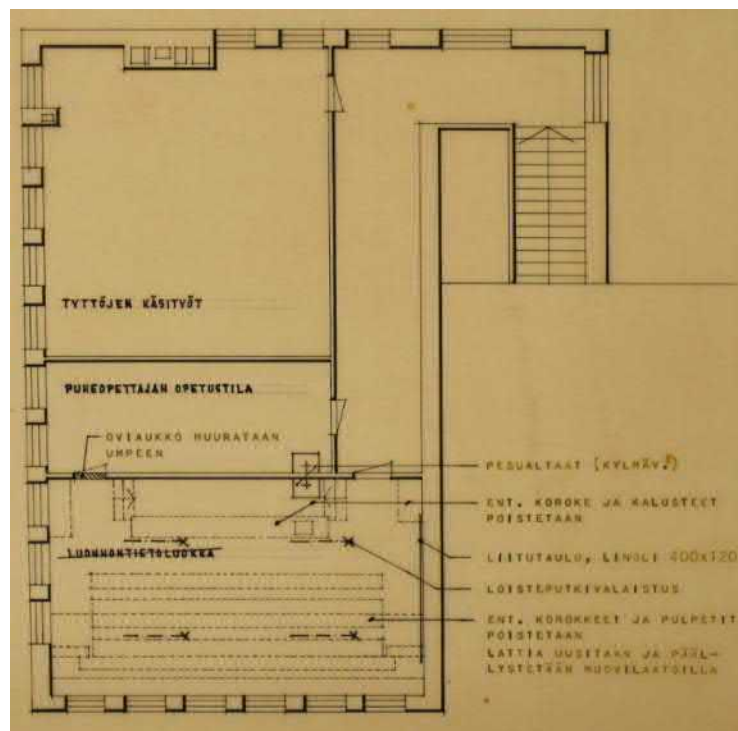 TYTTÖJEN KÄSITYÖT
PUHEOPETTAJAN OPETUSTILA
OVIAUKKO MUURATAAN
UMPEEN
LUONNONTIETOLUOKKA
PESUALTAAT (KYLMÄV.)
ENT. KOROKE JA KALUSTEET
POISTETAAN
LIITUTAULU, LINOLI 400x120
LOISTEPUTKIVALAISTUS
ENT. KOROKKEET JA PULPETIT
POISTETAAN
LATTIA UUSITAAN JA PÄÄL-
LYSTETÄÄN MUOVILAATOILLA